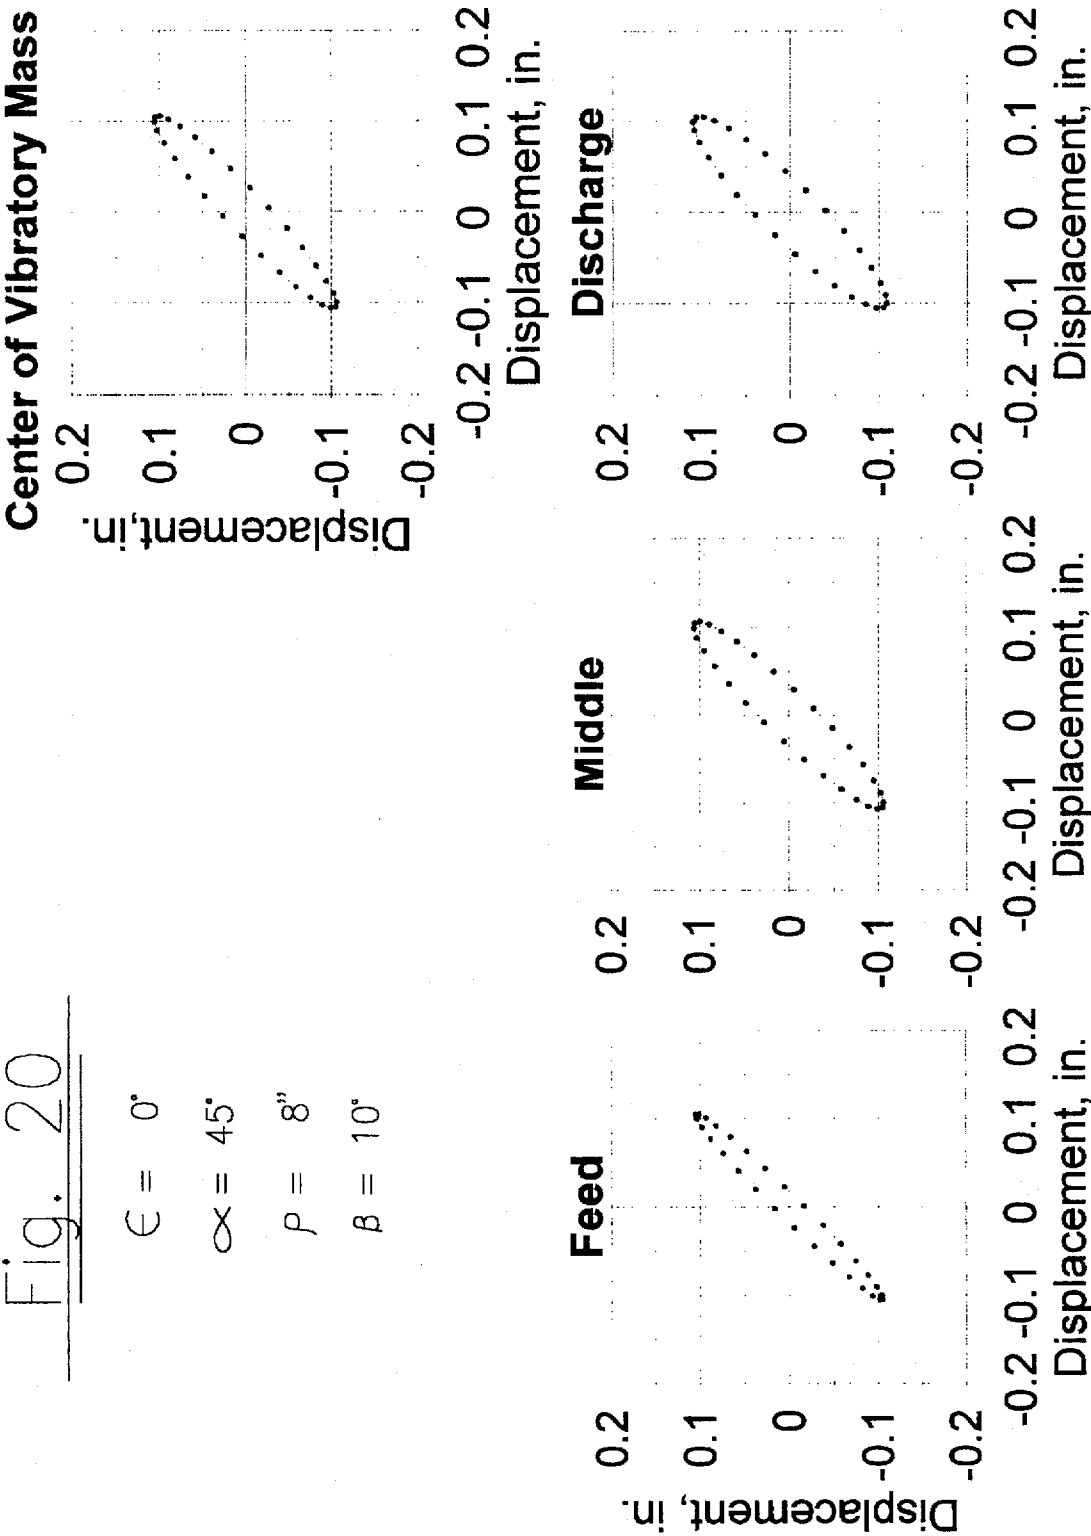 Fig. 20
ϵ = 0°
∝ = 45°
ρ = 8"
β = 10°
Center of Vibratory Mass
Displacement,in.
0.2
0.1
0
-0.1
-0.2
-0.2 -0.1 0 0.1 0.2
Displacement, in.
Feed
Displacement, in.
0.2
0.1
0
-0.1
-0.2
-0.2 -0.1 0 0.1 0.2
Displacement, in.
Middle
0.2
0.1
0
-0.1
-0.2
-0.2 -0.1 0 0.1 0.2
Displacement, in.
Discharge
0.2
0.1
0
-0.1
-0.2
-0.2 -0.1 0 0.1 0.2
Displacement, in.